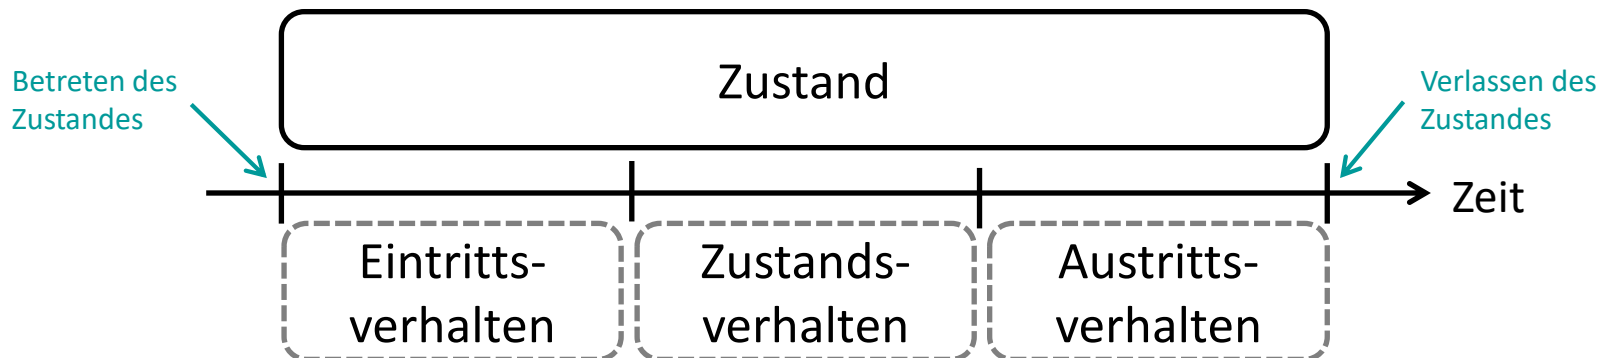 Zustand
Betreten des
Zustandes
Verlassen des
Zustandes
Zeit
Eintritts-
verhalten
Zustands-
verhalten
Austritts-
verhalten